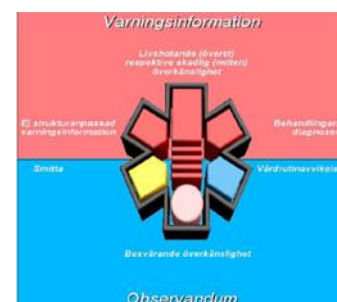 Varningsinformation
Livshotande (överst)
respektive skadlig (mitten)
överkänslighet
Ej strukturanpassad
varningsinformation
Behandlingar
diagnoser
Smitta
Vårdrutinavvikelse
Besvärande överkänslighet
Observandum